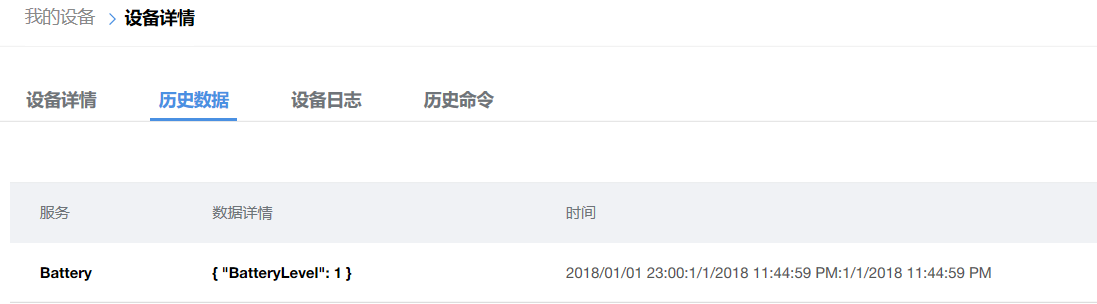 我的设备 > 设备详情
设备详情 历史数据 设备日志 历史命令
服务 数据详情 时间
Battery { "BatteryLevel": 1 } 2018/01/01 23:00:1/1/2018 11:44:59 PM:1/1/2018 11:44:59 PM